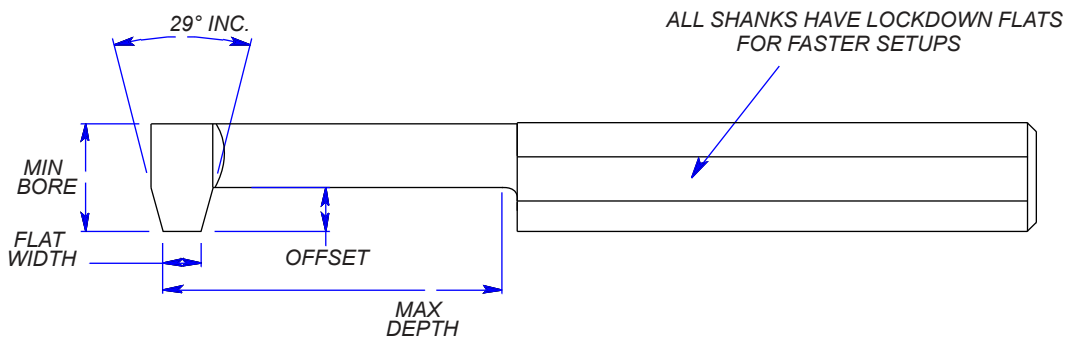 29° INC.
ALL SHANKS HAVE LOCKDOWN FLATS
FOR FASTER SETUPS
MIN
BORE
FLAT
WIDTH
OFFSET
MAX
DEPTH